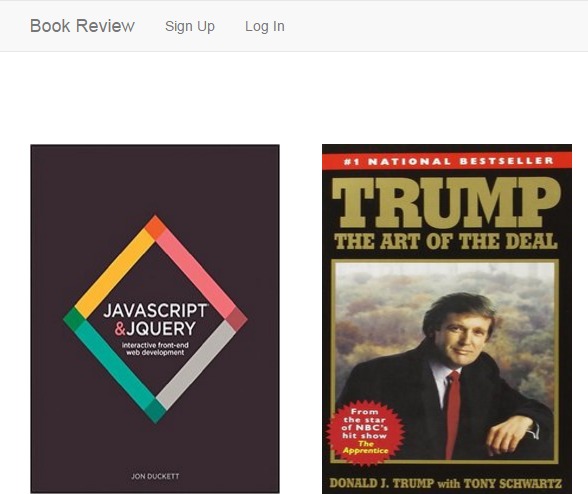 Book Review Sign Up Log In
JAVASCRIPT
&JQUERY
interactive front-end
web development
JON DUCKETT
#1 NATIONAL BESTSELLER
TRUMP
THE ART OF THE DEAL
From
the star
of NBC's
hit show
The
Apprentice
DONALD J. TRUMP with TONY SCHWARTZ